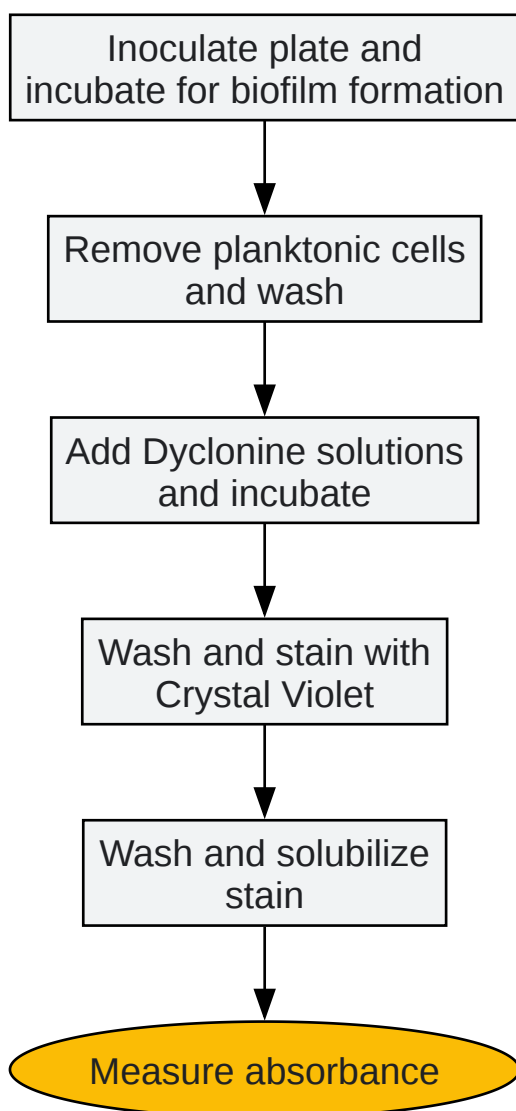 Inoculate plate and
incubate for biofilm formation
Remove planktonic cells
and wash
Add Dyclonine solutions
and incubate
Wash and stain with
Crystal Violet
Wash and solubilize
stain
Measure absorbance